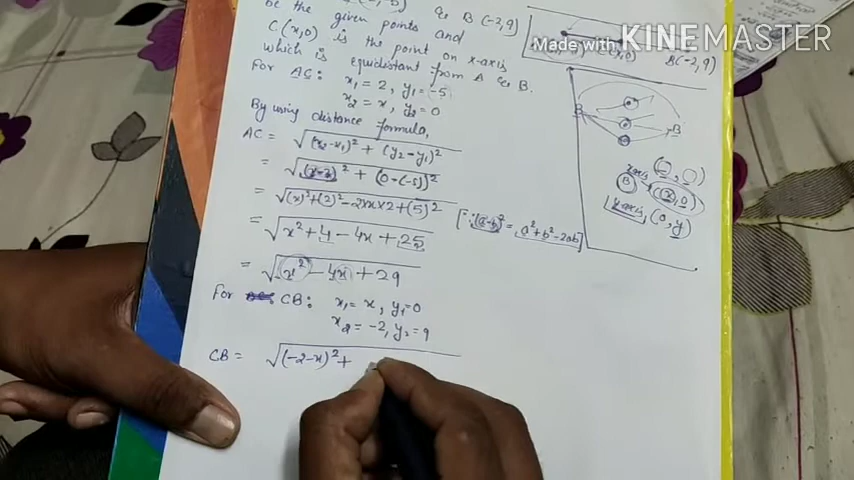 be the given points and & B (-2,9)
C(x,0) is the point on x-axis
which is equidistant from A & B.
For AC: x₁ = 2, y₁ = -5
x₂ = x, y₂ = 0
By using distance formula,
AC = √(x₂-x₁)² + (y₂-y₁)²
= √(x-2)² + (0-(-5))²
= √(x)²+(2)²-2×x×2+(5)²
= √x²+4-4x+25 [∵(a-b)² = a²+b²-2ab]
= √x²-4x+29
For CB: x₁ = x, y₁=0
x₂ = -2, y₂ = 9
CB = √(-2-x)²+
Made with KINEMASTER
B(-2,9)
B
B
x axis (0,0)
B (x,0)
y axis (0,y)